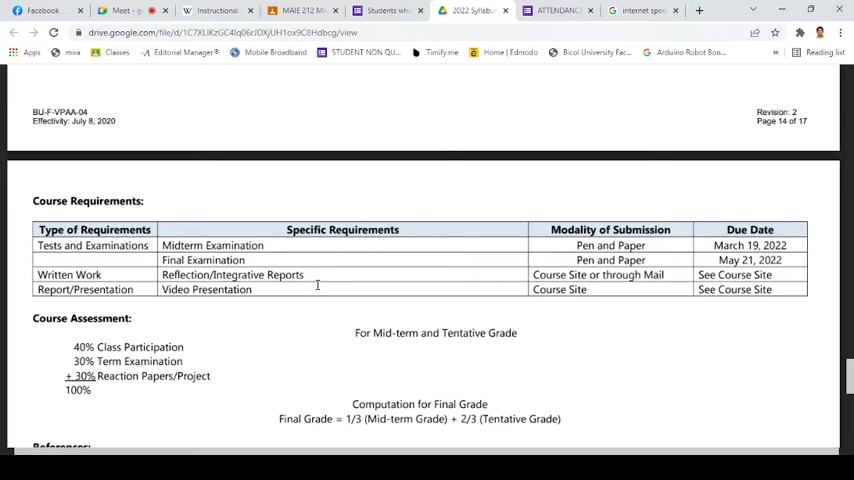 Facebook
Meet - g
Instructional
MAIE 212 MA
Students who
2022 Syllabus
ATTENDANC
internet spee
drive.google.com/file/d/1C7XLIKzGC4lq06rJDXjUH1ox9C8Hdbcg/view
Apps mira Classes Editorial Manager® Mobile Broadband STUDENT NON QU... Timify.me Home - Edmodo Bicol University Fac... Arduino Robot Bon... Reading list
BU-F-VPAA-04 Revision: 2
Effectivity: July 8, 2020 Page 14 of 17
Course Requirements:
Type of Requirements Specific Requirements Modality of Submission Due Date
Tests and Examinations Midterm Examination Pen and Paper March 19, 2022
Final Examination Pen and Paper May 21, 2022
Written Work Reflection/Integrative Reports Course Site or through Mail See Course Site
Report/Presentation Video Presentation Course Site See Course Site
Course Assessment:
For Mid-term and Tentative Grade
40% Class Participation
30% Term Examination
+ 30% Reaction Papers/Project
100%
Computation for Final Grade
Final Grade = 1/3 (Mid-term Grade) + 2/3 (Tentative Grade)
References: